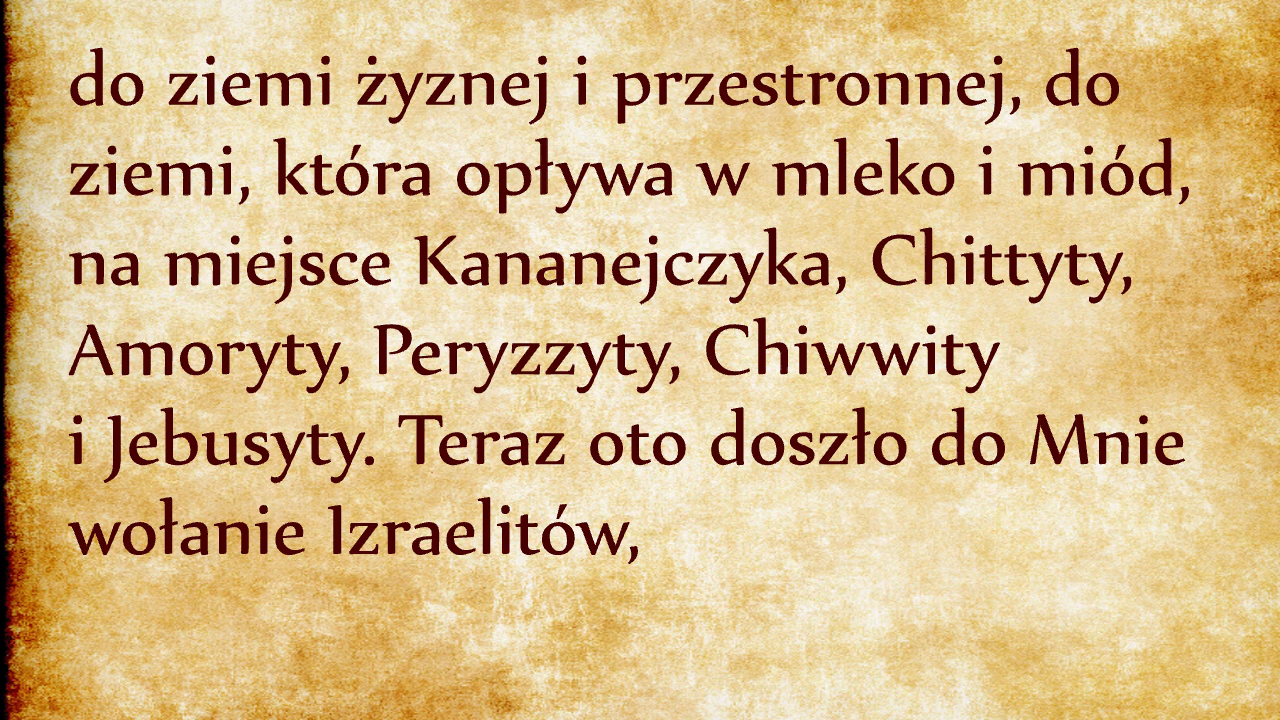 do ziemi żyznej i przestronnej, do
ziemi, która opływa w mleko i miód,
na miejsce Kananejczyka, Chittyty,
Amoryty, Peryzzyty, Chiwwity
i Jebusyty. Teraz oto doszło do Mnie
wołanie Izraelitów,